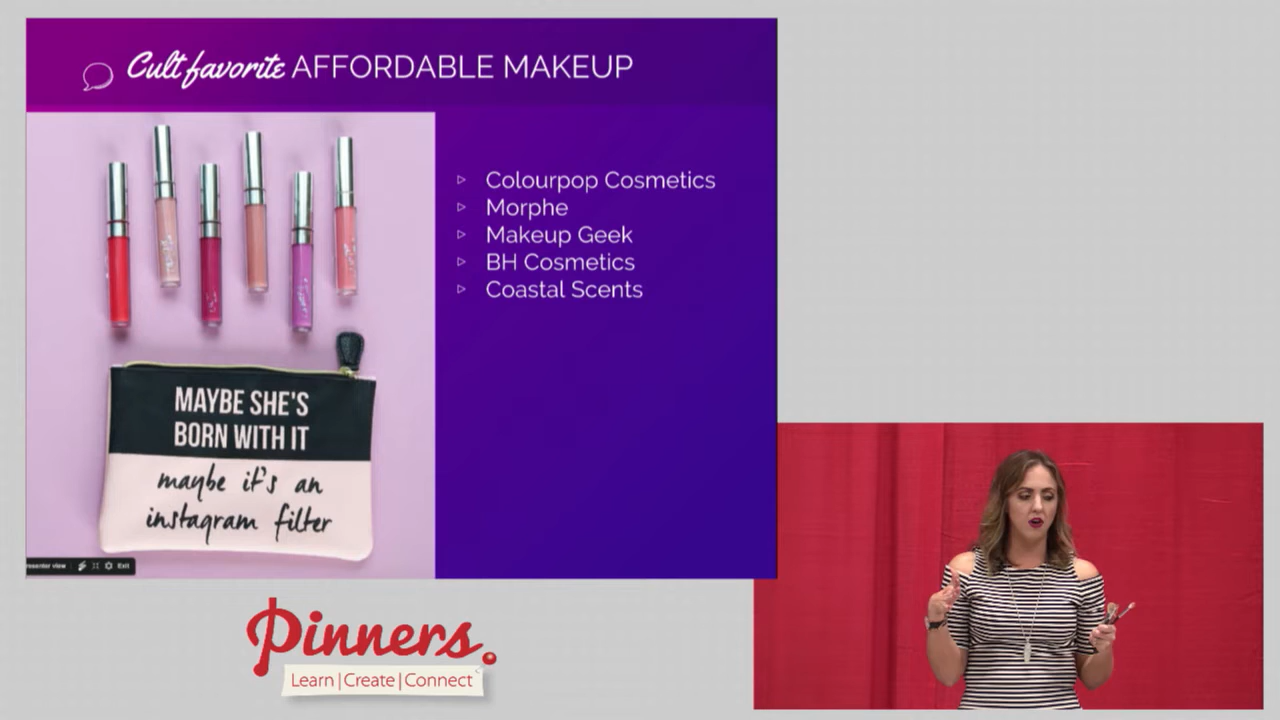 Cult favorite AFFORDABLE MAKEUP
Colourpop Cosmetics
Morphe
Makeup Geek
BH Cosmetics
Coastal Scents
MAYBE SHE'S
BORN WITH IT
maybe it's an
instagram filter
Exit
Pinners.
Learn|Create|Connect